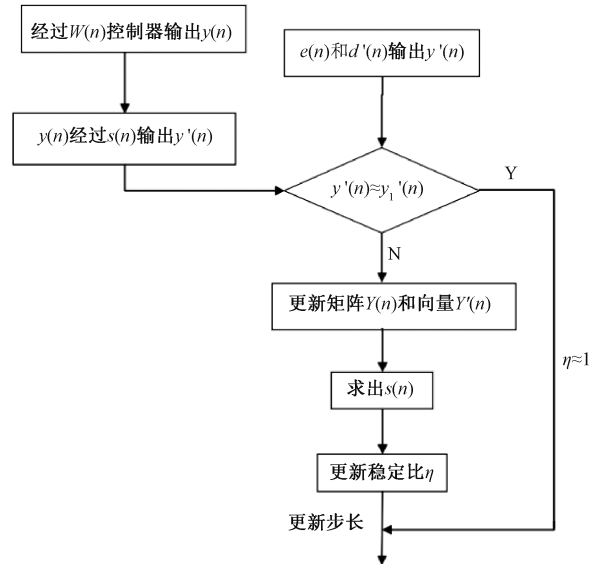 经过W(n)控制器输出y(n)
e(n)和d'(n)输出y'(n)
y(n)经过s(n)输出y'(n)
y'(n)≈y₁'(n)
Y
N
更新矩阵Y(n)和向量Y'(n)
η≈1
求出s(n)
更新稳定比η
更新步长